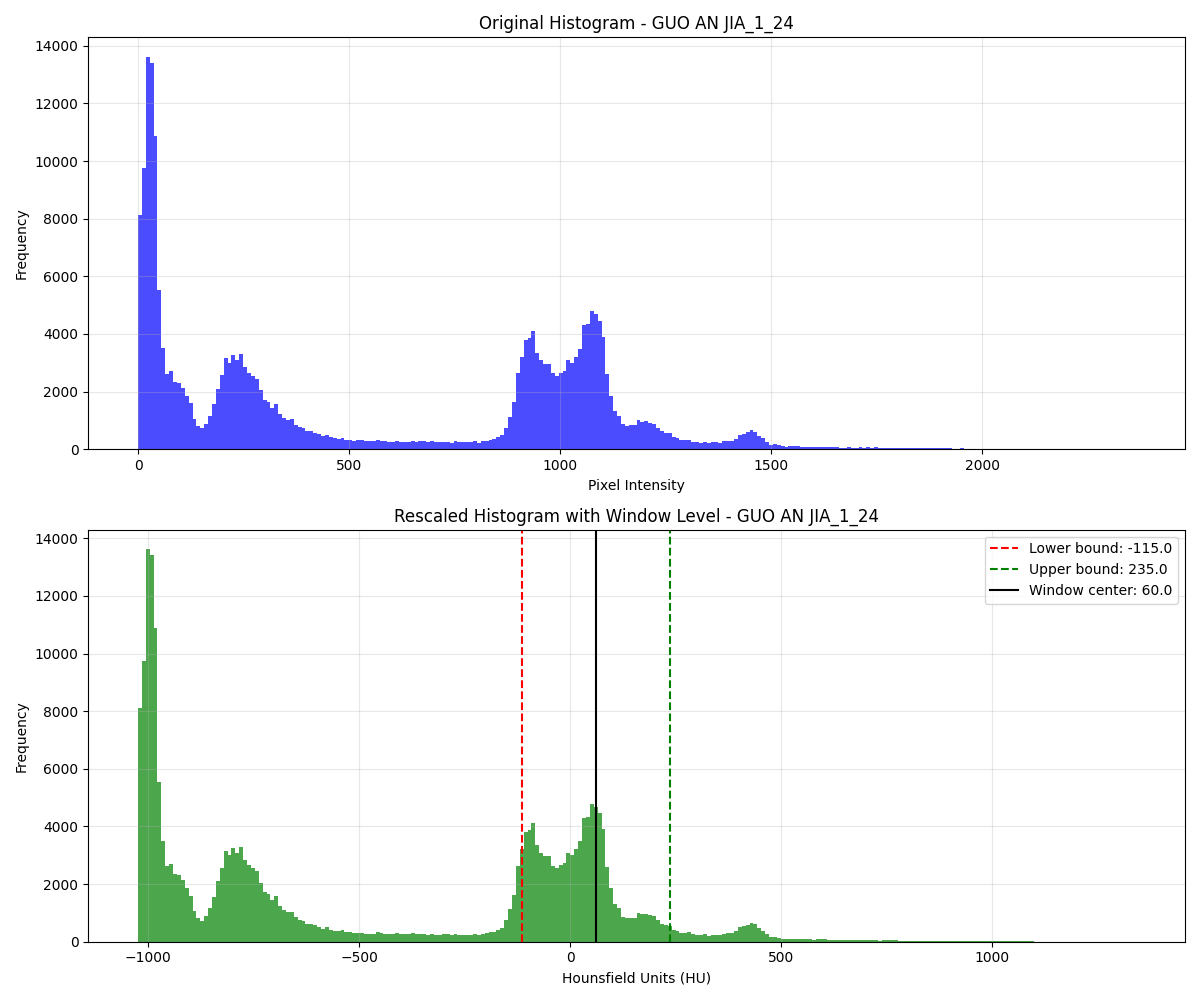 Original Histogram - GUO AN JIA_1_24
14000
12000
10000
8000
6000
4000
2000
0
Frequency
0 500 1000 1500 2000
Pixel Intensity
Rescaled Histogram with Window Level - GUO AN JIA_1_24
14000
12000
10000
8000
6000
4000
2000
0
Frequency
Lower bound: -115.0
Upper bound: 235.0
Window center: 60.0
−1000 −500 0 500 1000
Hounsfield Units (HU)